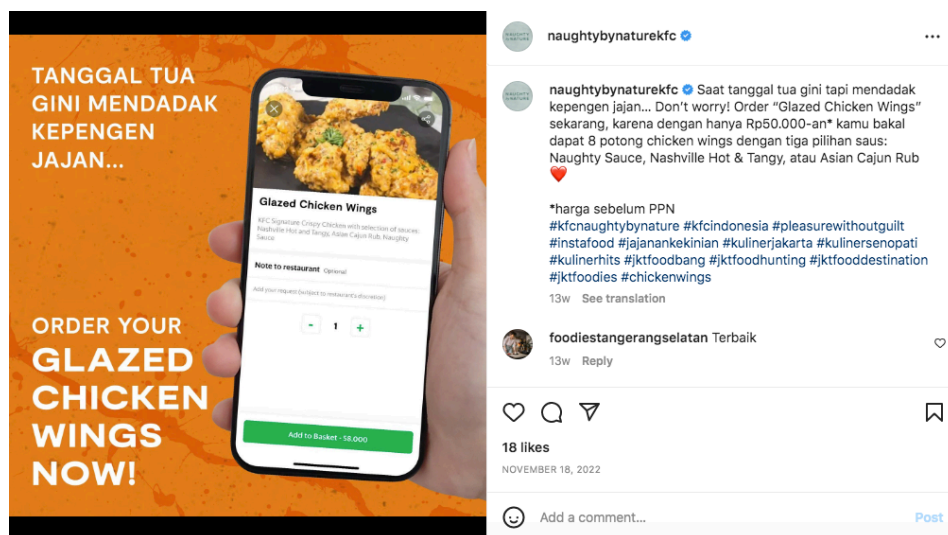 TANGGAL TUA
GINI MENDADAK
KEPENGEN
JAJAN...
Glazed Chicken Wings
KFC Signature Crispy Chicken with selection of sauces:
Nashville Hot and Tangy, Asian Cajun Rub, Naughty
Sauce
Note to restaurant Optional
Add your request (subject to restaurant's discretion)
- 1 +
Add to Basket - 58.000
ORDER YOUR
GLAZED
CHICKEN
WINGS
NOW!
NAUGHTY
BY NATURE
naughtybynaturekfc
NAUGHTY
BY NATURE
naughtybynaturekfc Saat tanggal tua gini tapi mendadak
kepengen jajan... Don't worry! Order “Glazed Chicken Wings”
sekarang, karena dengan hanya Rp50.000-an* kamu bakal
dapat 8 potong chicken wings dengan tiga pilihan saus:
Naughty Sauce, Nashville Hot & Tangy, atau Asian Cajun Rub
❤️
*harga sebelum PPN
#kfcnaughtybynature #kfcindonesia #pleasurewithoutguilt
#instafood #jajanankekinian #kulinerjakarta #kulinersenopati
#kulinerhits #jktfoodbang #jktfoodhunting #jktfooddestination
#jktfoodies #chickenwings
13w See translation
foodiestangerangselatan Terbaik
13w Reply
18 likes
NOVEMBER 18, 2022
Add a comment... Post